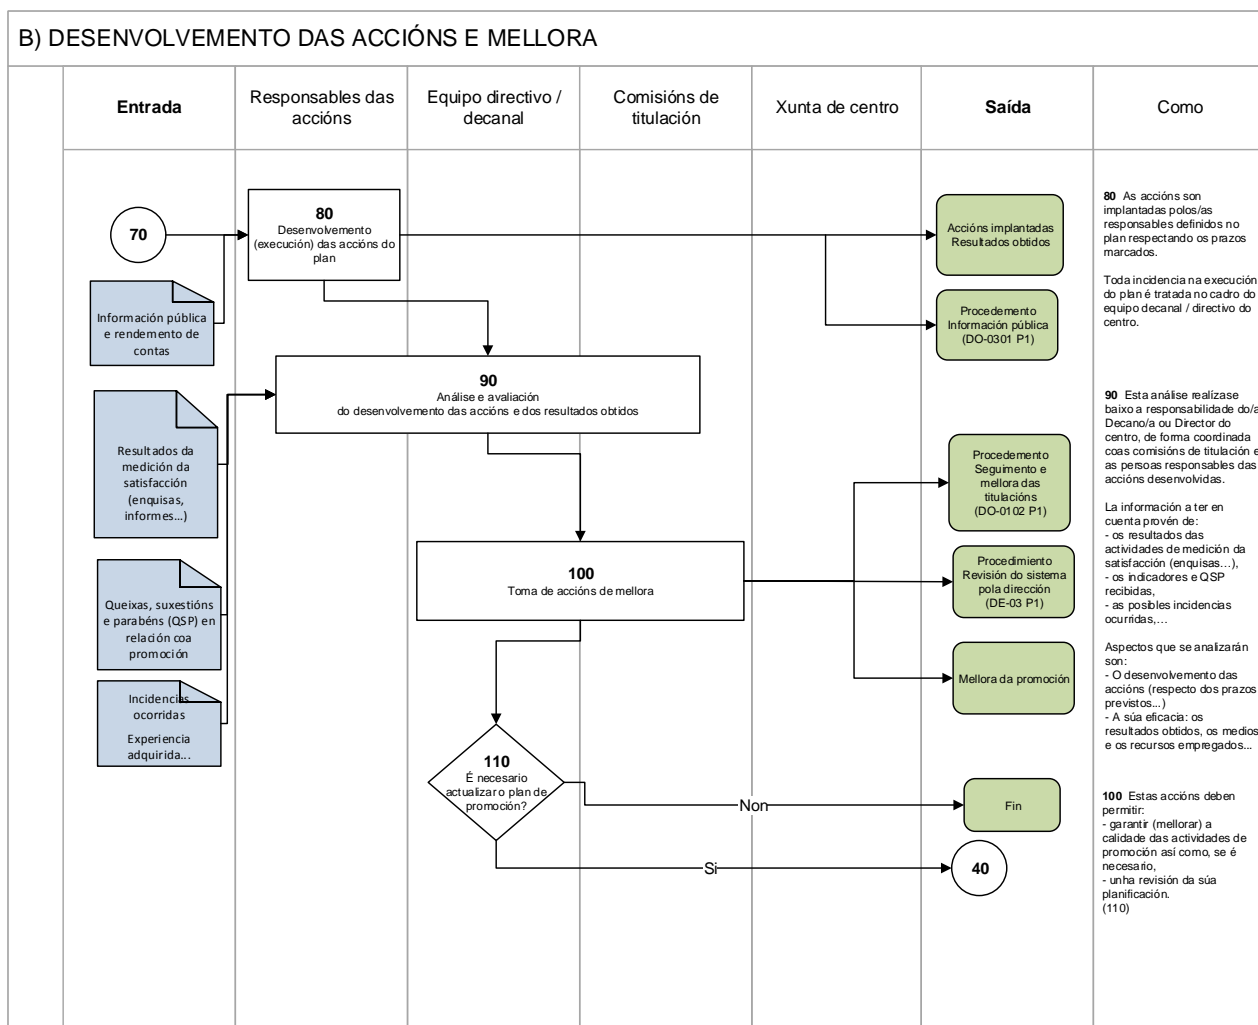 B) DESENVOLVEMENTO DAS ACCIÓNS E MELLORA
Entrada
Responsables das
accións
Equipo directivo /
decanal
Comisións de
titulación
Xunta de centro
Saída
Como
70
Información pública
e rendemento de
contas
Resultados da
medición da
satisfacción
(enquisas,
informes...)
Queixas, suxestións
e parabéns (QSP) en
relación coa
promoción
Incidencias
ocorridas
Experiencia
adquirida...
80
Desenvolvemento
(execución) das accións do
plan
90
Análise e avaliación
do desenvolvemento das accións e dos resultados obtidos
100
Toma de accións de mellora
110
É necesario
actualizar o plan de
promoción?
Non
Si
Accións implantadas
Resultados obtidos
Procedemento
Información pública
(DO-0301 P1)
Procedemento
Seguimento e
mellora das
titulacións
(DO-0102 P1)
Procedimiento
Revisión do sistema
pola dirección
(DE-03 P1)
Mellora da promoción
Fin
40
80 As accións son
implantadas polos/as
responsables definidos no
plan respectando os prazos
marcados.
Toda incidencia na execución
do plan é tratada no cadro do
equipo decanal / directivo do
centro.
90 Esta análise realízase
baixo a responsabilidade do/a
Decano/a ou Director do
centro, de forma coordinada
coas comisións de titulación e
as persoas responsables das
accións desenvolvidas.
La información a ter en
cuenta provén de:
- os resultados das
actividades de medición da
satisfacción (enquisas...),
- os indicadores e QSP
recibidas,
- as posibles incidencias
ocurridas,...
Aspectos que se analizarán
son:
- O desenvolvemento das
accións (respecto dos prazos
previstos...)
- A súa eficacia: os
resultados obtidos, os medios
e os recursos empregados...
100 Estas accións deben
permitir:
- garantir (mellorar) a
calidade das actividades de
promoción así como, se é
necesario,
- unha revisión da súa
planificación.
(110)